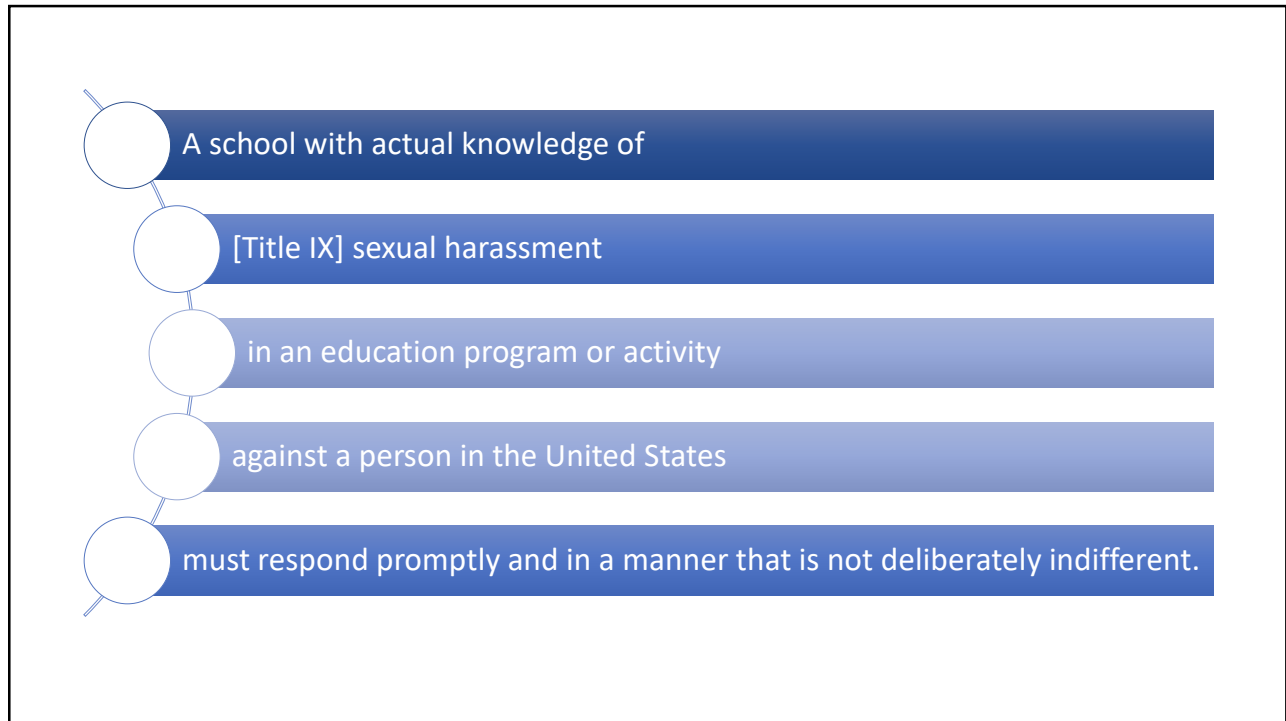 A school with actual knowledge of
[Title IX] sexual harassment
in an education program or activity
against a person in the United States
must respond promptly and in a manner that is not deliberately indifferent.